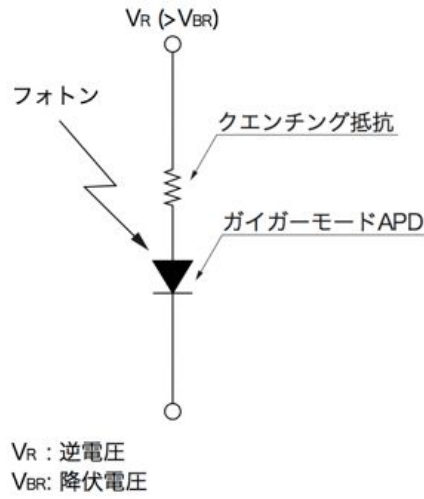 VR (>VBR)
フォトン
クエンチング抵抗
ガイガーモードAPD
VR : 逆電圧
VBR: 降伏電圧